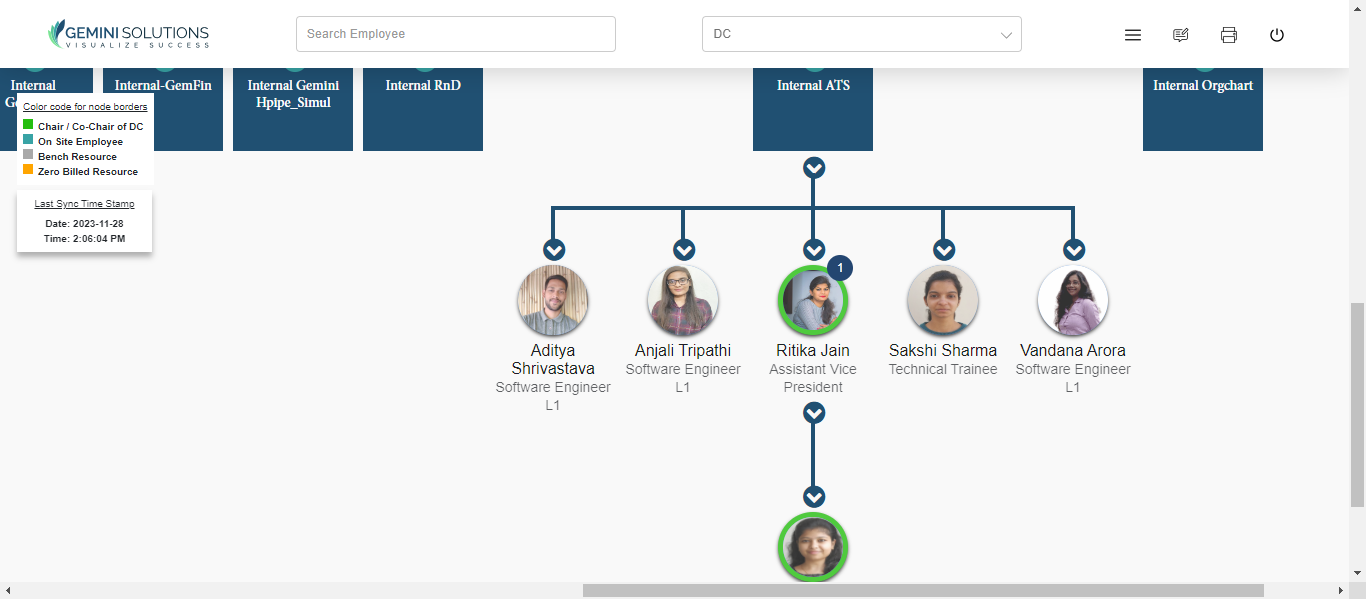 GEMINI SOLUTIONS
VISUALIZE SUCCESS
Search Employee
DC
Internal
Internal-GemFin
Internal Gemini
Hpipe_Simul
Internal RnD
Internal ATS
Internal Orgchart
Color code for node borders
Chair / Co-Chair of DC
On Site Employee
Bench Resource
Zero Billed Resource
Last Sync Time Stamp
Date: 2023-11-28
Time: 2:06:04 PM
1
Aditya
Shrivastava
Software Engineer
L1
Anjali Tripathi
Software Engineer
L1
Ritika Jain
Assistant Vice
President
Sakshi Sharma
Technical Trainee
Vandana Arora
Software Engineer
L1